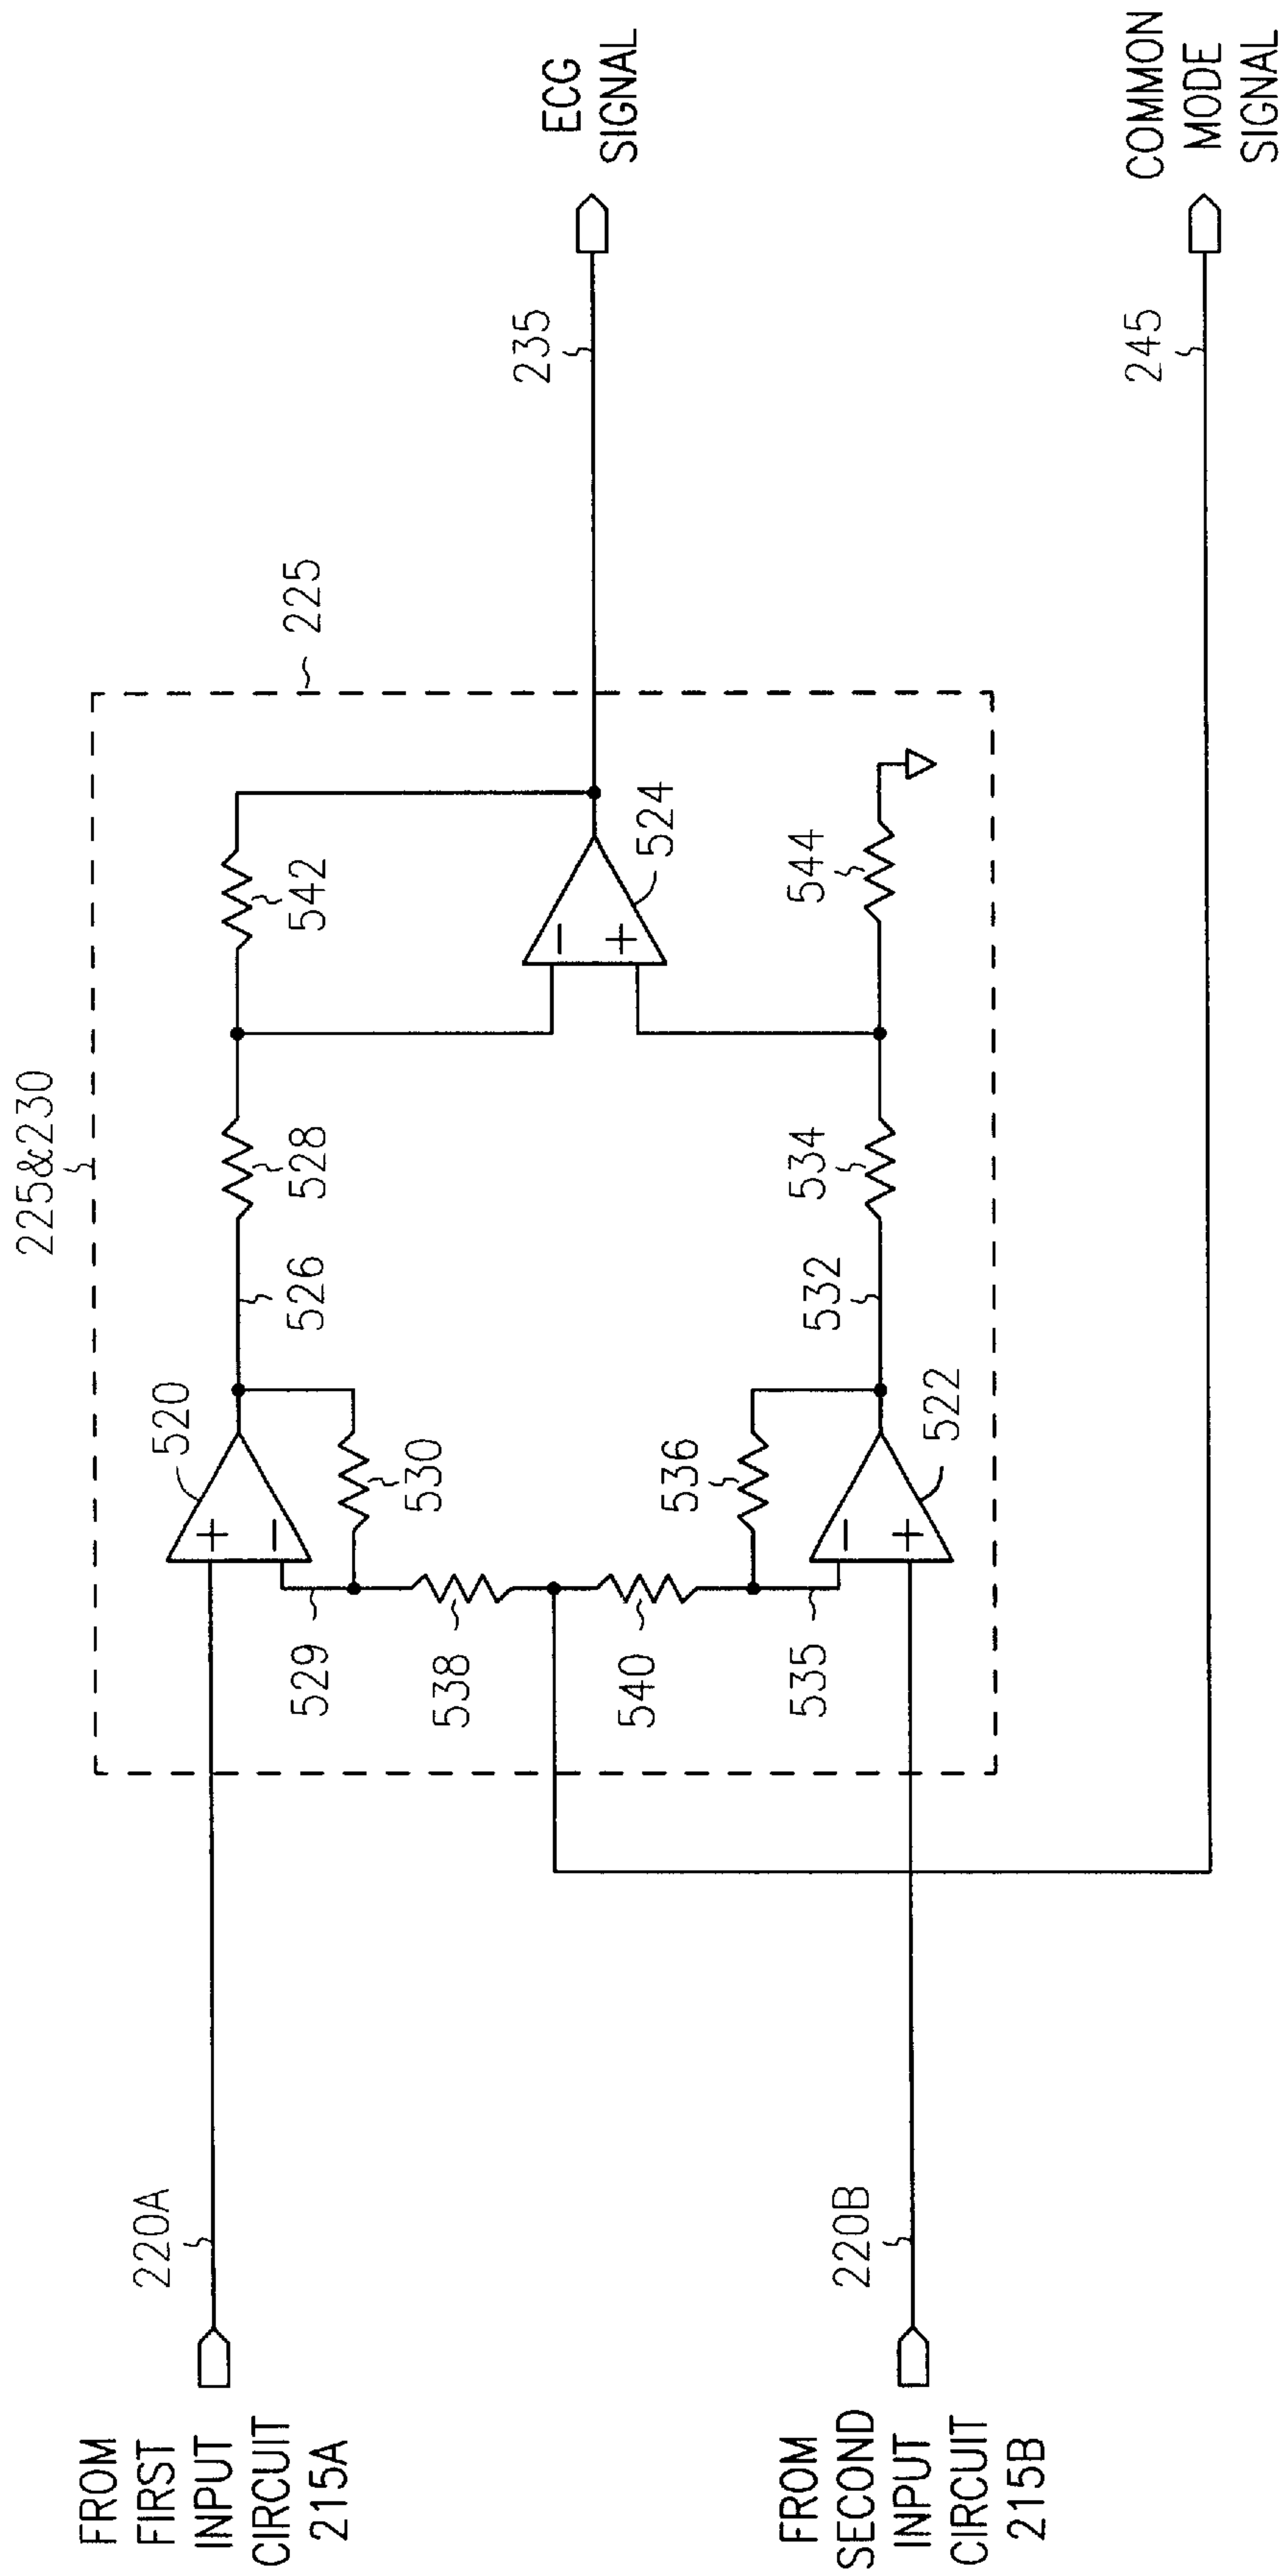 225&230
225
FROM
FIRST
INPUT
CIRCUIT
215A
220A
520
+
−
529
530
526
528
542
538
540
−
+
524
235
ECG
SIGNAL
FROM
SECOND
INPUT
CIRCUIT
215B
220B
535
536
−
+
522
532
534
544
245
COMMON
MODE
SIGNAL